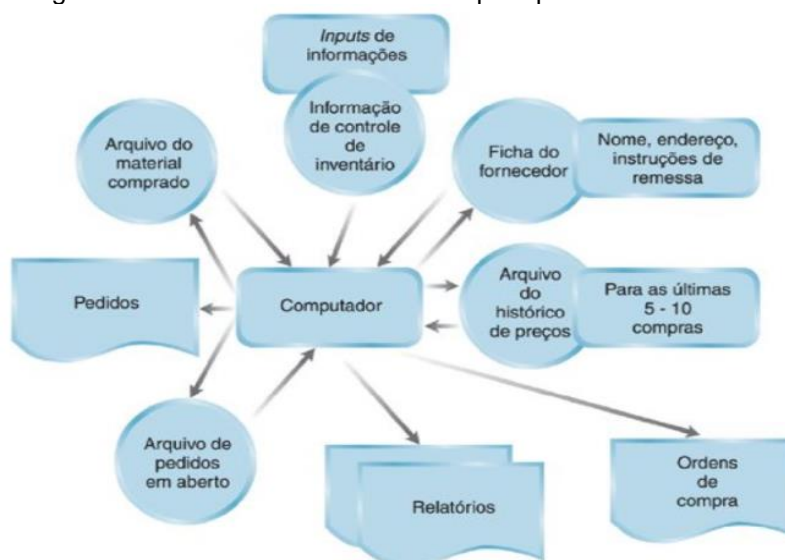 Inputs de
informações
Informação
de controle
de
inventário
Arquivo do
material
comprado
Ficha do
fornecedor
Nome, endereço,
instruções de
remessa
Pedidos
Computador
Arquivo
do
histórico
de preços
Para as últimas
5 - 10
compras
Arquivo de
pedidos
em aberto
Relatórios
Ordens
de
compra